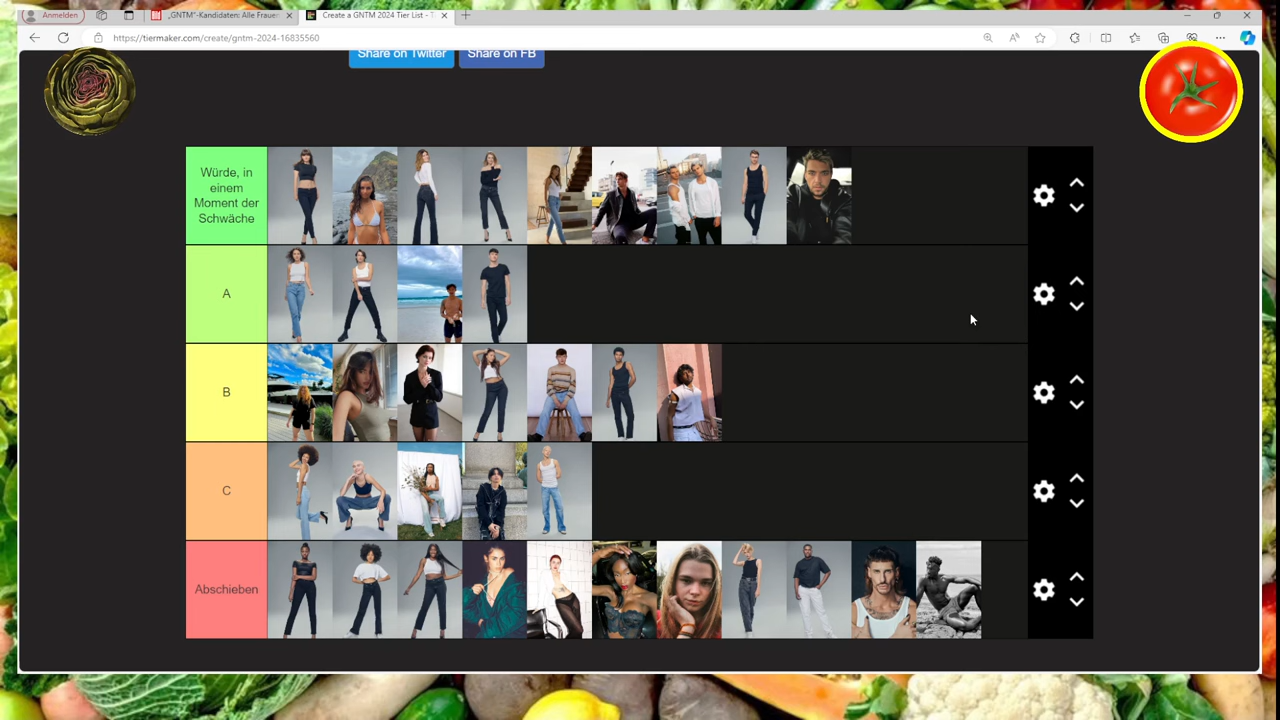 Anmelden
„GNTM“-Kandidaten: Alle Frauen
Create a GNTM 2024 Tier List - T
https://tiermaker.com/create/gntm-2024-16835560
Share on Twitter
Share on FB
Würde, in
einem
Moment der
Schwäche
A
B
C
Abschieben